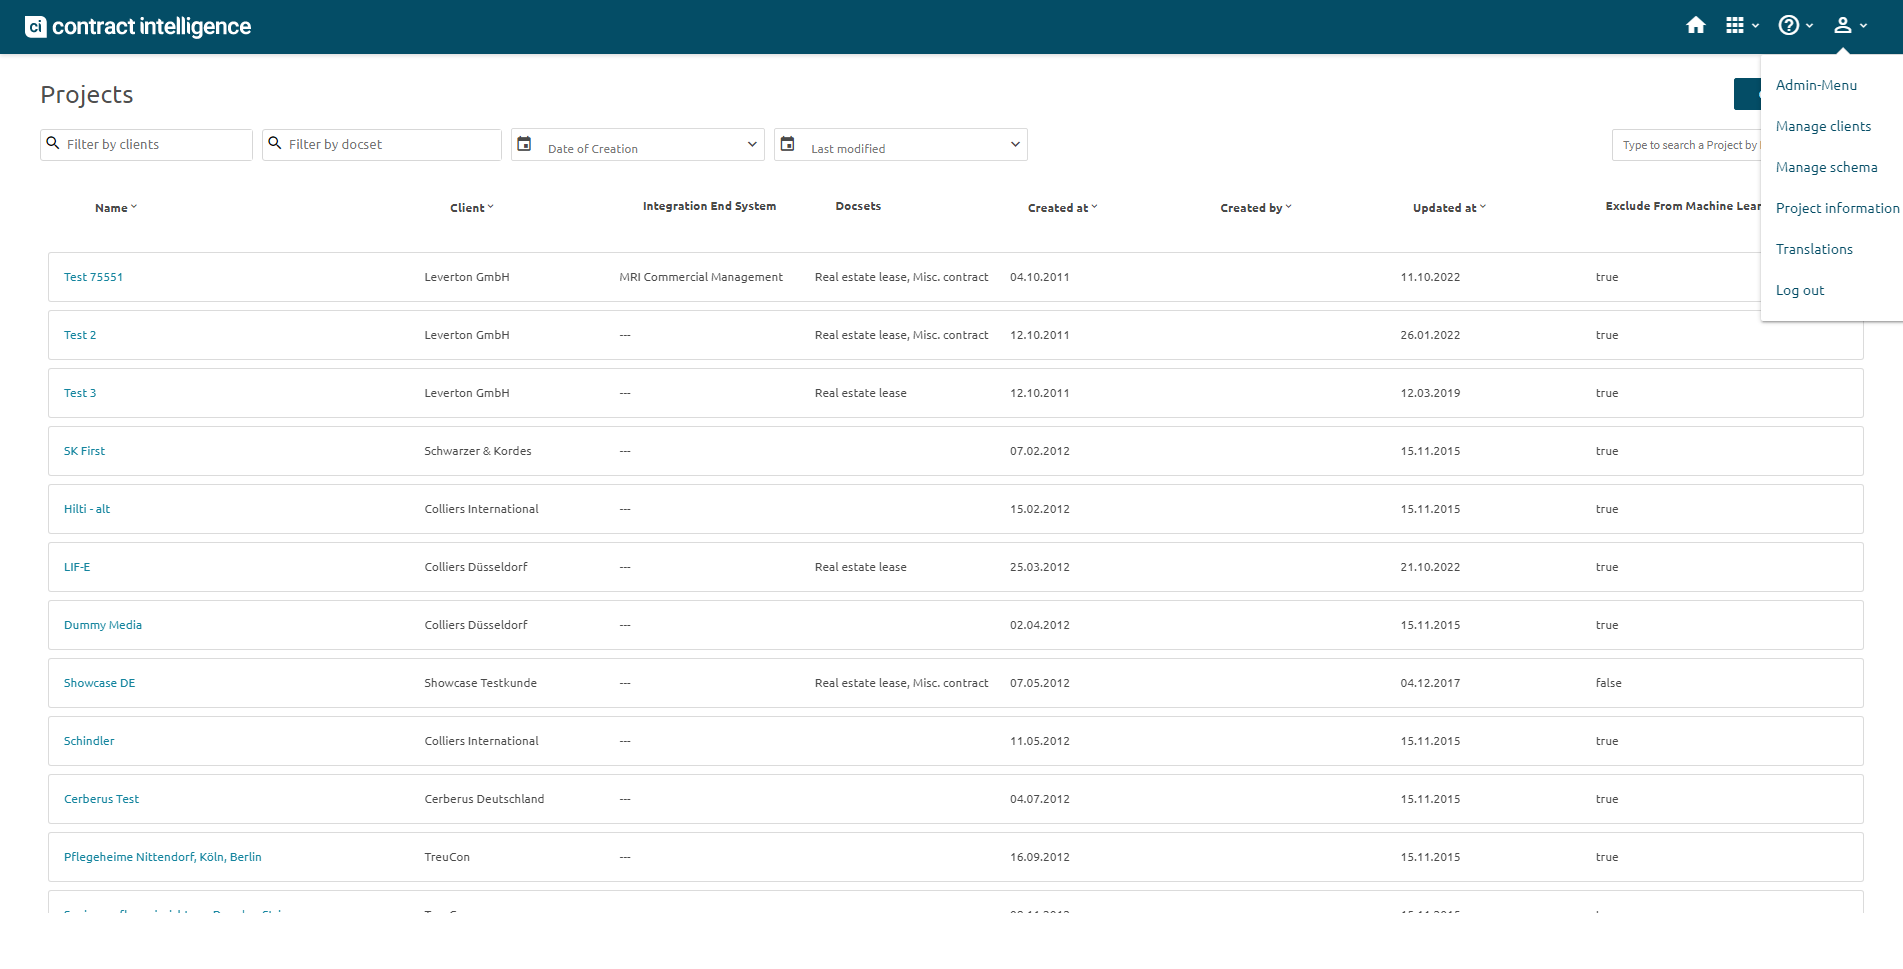 ci contract intelligence
Admin-Menu
Manage clients
Manage schema
Project information
Translations
Log out
Projects
Filter by clients
Filter by docset
Date of Creation
Last modified
Type to search a Project by
Name Client Integration End System Docsets Created at Created by Updated at Exclude From Machine
Test 75551 Leverton GmbH MRI Commercial Management Real estate lease, Misc. contract 04.10.2011 11.10.2022 true
Test 2 Leverton GmbH --- Real estate lease, Misc. contract 12.10.2011 26.01.2022 true
Test 3 Leverton GmbH --- Real estate lease 12.10.2011 12.03.2019 true
SK First Schwarzer & Kordes --- 07.02.2012 15.11.2015 true
Hilti - alt Colliers International --- 15.02.2012 15.11.2015 true
LIF-E Colliers Düsseldorf --- Real estate lease 25.03.2012 21.10.2022 true
Dummy Media Colliers Düsseldorf --- 02.04.2012 15.11.2015 true
Showcase DE Showcase Testkunde --- Real estate lease, Misc. contract 07.05.2012 04.12.2017 false
Schindler Colliers International --- 11.05.2012 15.11.2015 true
Cerberus Test Cerberus Deutschland --- 04.07.2012 15.11.2015 true
Pflegeheime Nittendorf, Köln, Berlin TreuCon --- 16.09.2012 15.11.2015 true